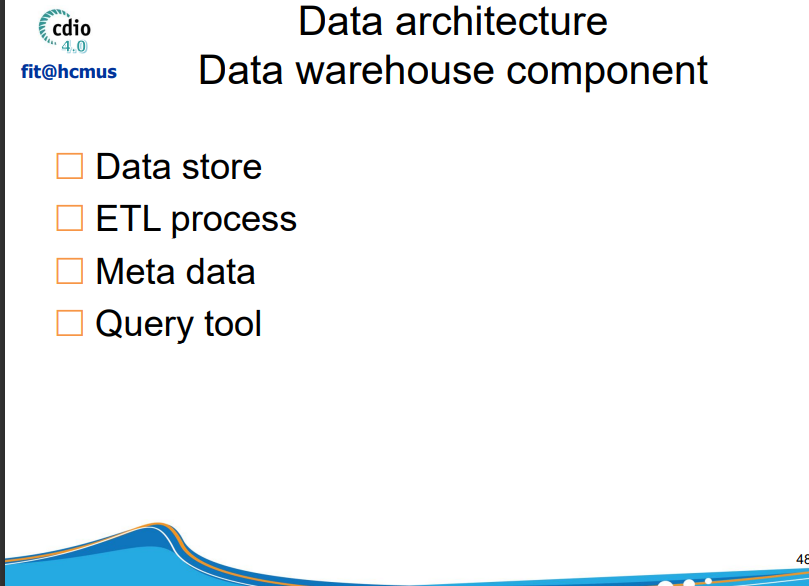 cdio
4.0
fit@hcmus
Data architecture
Data warehouse component
Data store
ETL process
Meta data
Query tool
48